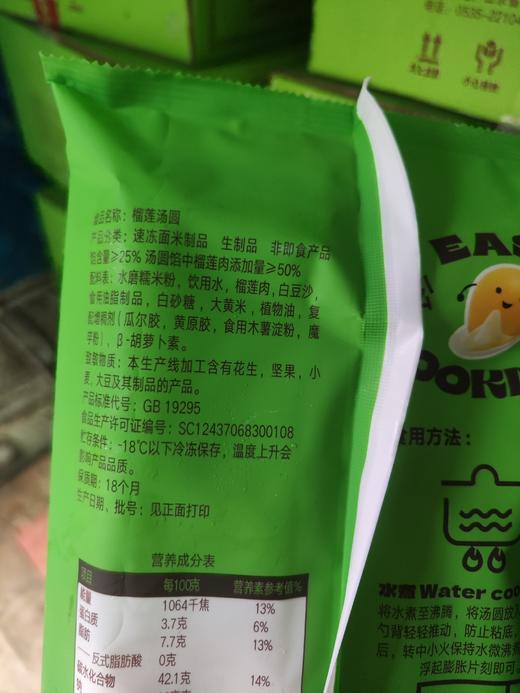 电话：0535-2210
产品名称：榴莲汤圆
产品分类：速冻面米制品 生制品 非即食产品
馅含量≥25% 汤圆馅中榴莲肉添加量≥50%
配料表：水磨糯米粉，饮用水，榴莲肉，白豆沙，
食用油脂制品，白砂糖，大黄米，植物油，复
配增稠剂（瓜尔胶，黄原胶，食用木薯淀粉，魔
芋粉），β-胡萝卜素。
致敏物质：本生产线加工含有花生，坚果，小
麦，大豆及其制品的产品。
产品标准代号：GB 19295
食品生产许可证编号：SC12437068300108
贮存条件：-18℃以下冷冻保存，温度上升会
影响产品品质。
保质期：18个月
生产日期、批号：见正面打印
营养成分表
项目 每100克 营养素参考值%
能量 1064千焦 13%
蛋白质 3.7克 6%
脂肪 7.7克 13%
—— 反式脂肪酸 0克
碳水化合物 42.1克 14%
钠
EAS
OOKI
食用方法：
水煮 Water coo
将水煮至沸腾，将汤圆放
勺背轻轻推动，防止粘底，
后，转中小火保持水微沸煮
浮起膨胀片刻即可